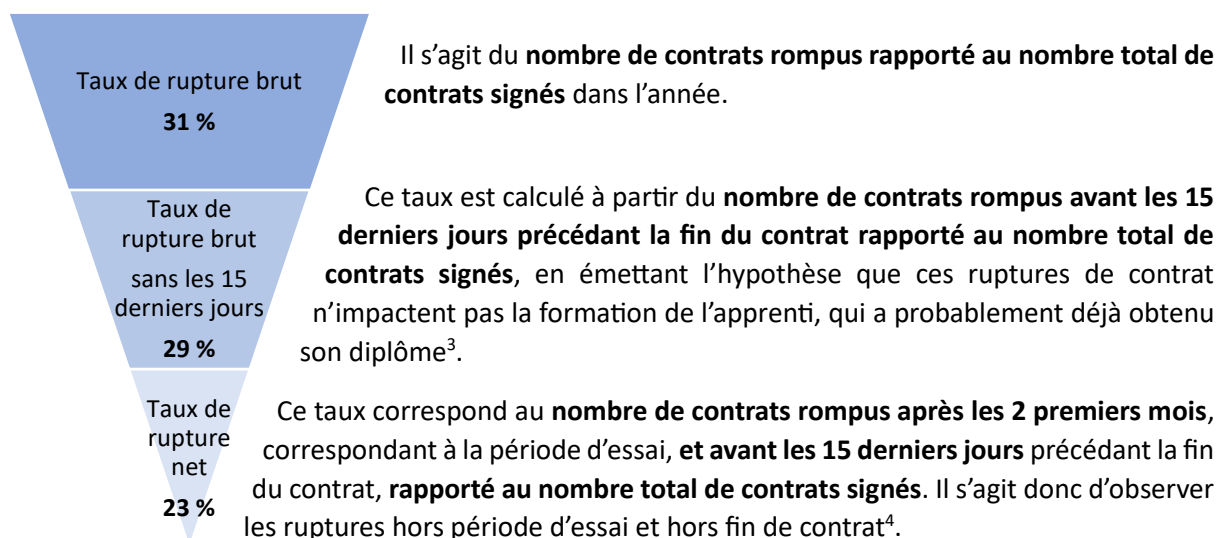 Taux de rupture brut
31 %
Il s’agit du nombre de contrats rompus rapporté au nombre total de
contrats signés dans l’année.
Taux de
rupture brut
sans les 15
derniers jours
29 %
Ce taux est calculé à partir du nombre de contrats rompus avant les 15
derniers jours précédant la fin du contrat rapporté au nombre total de
contrats signés, en émettant l’hypothèse que ces ruptures de contrat
n’impactent pas la formation de l’apprenti, qui a probablement déjà obtenu
son diplôme³.
Taux de
rupture
net
23 %
Ce taux correspond au nombre de contrats rompus après les 2 premiers mois,
correspondant à la période d’essai, et avant les 15 derniers jours précédant la fin
du contrat, rapporté au nombre total de contrats signés. Il s’agit donc d’observer
les ruptures hors période d’essai et hors fin de contrat⁴.